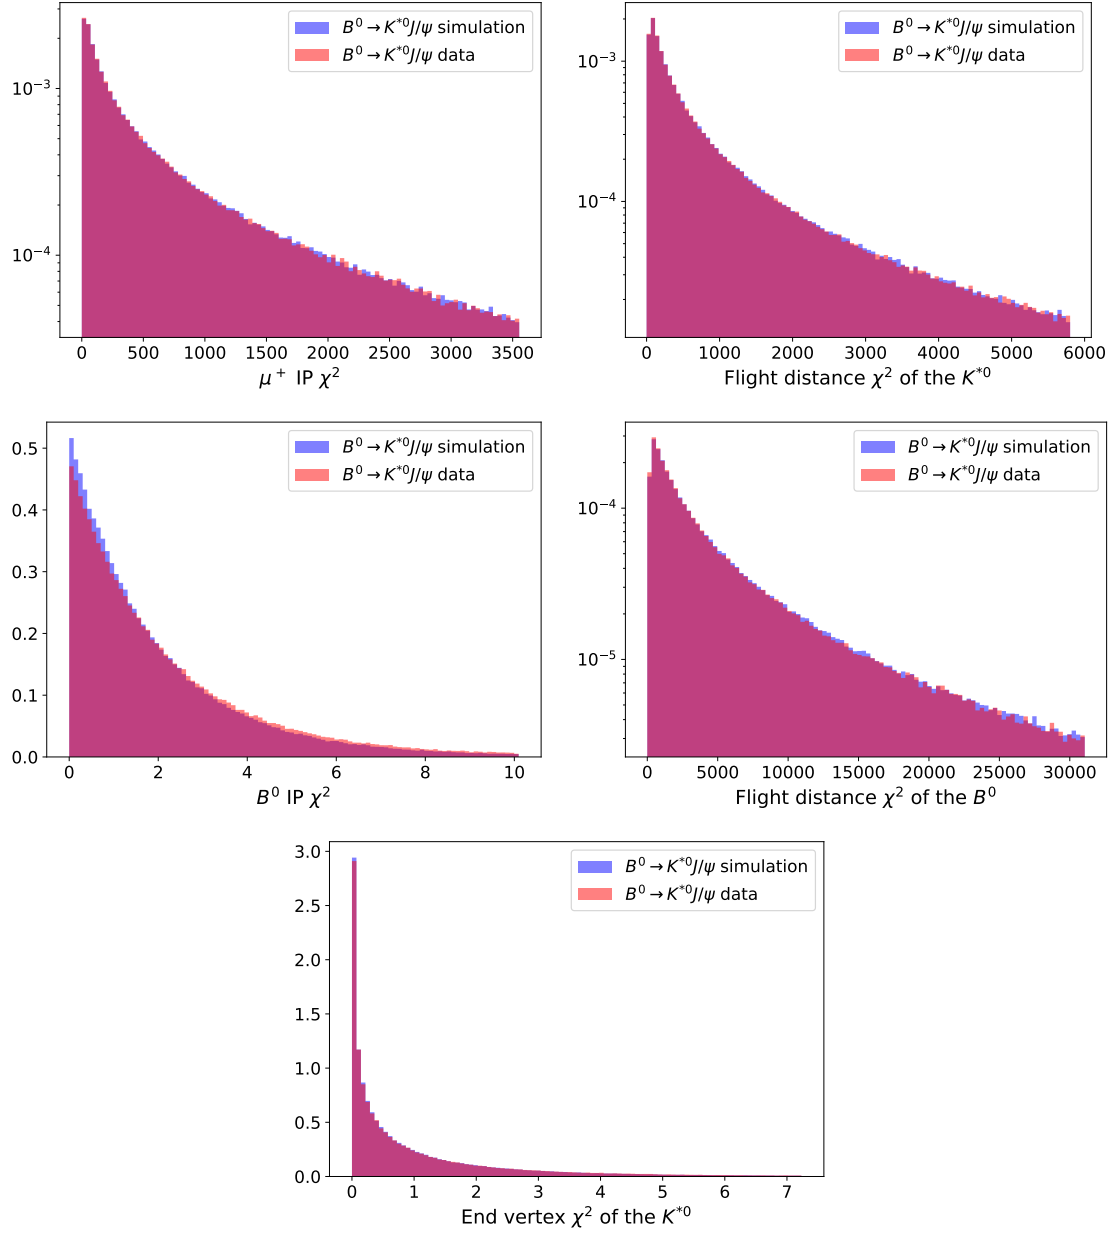 B⁰ → K*⁰J/ψ simulation
B⁰ → K*⁰J/ψ data
10⁻³
10⁻⁴
0 500 1000 1500 2000 2500 3000 3500
μ⁺ IP χ²
B⁰ → K*⁰J/ψ simulation
B⁰ → K*⁰J/ψ data
10⁻³
10⁻⁴
0 1000 2000 3000 4000 5000 6000
Flight distance χ² of the K*⁰
B⁰ → K*⁰J/ψ simulation
B⁰ → K*⁰J/ψ data
0.5
0.4
0.3
0.2
0.1
0.0
0 2 4 6 8 10
B⁰ IP χ²
B⁰ → K*⁰J/ψ simulation
B⁰ → K*⁰J/ψ data
10⁻⁴
10⁻⁵
0 5000 10000 15000 20000 25000 30000
Flight distance χ² of the B⁰
B⁰ → K*⁰J/ψ simulation
B⁰ → K*⁰J/ψ data
3.0
2.5
2.0
1.5
1.0
0.5
0.0
0 1 2 3 4 5 6 7
End vertex χ² of the K*⁰